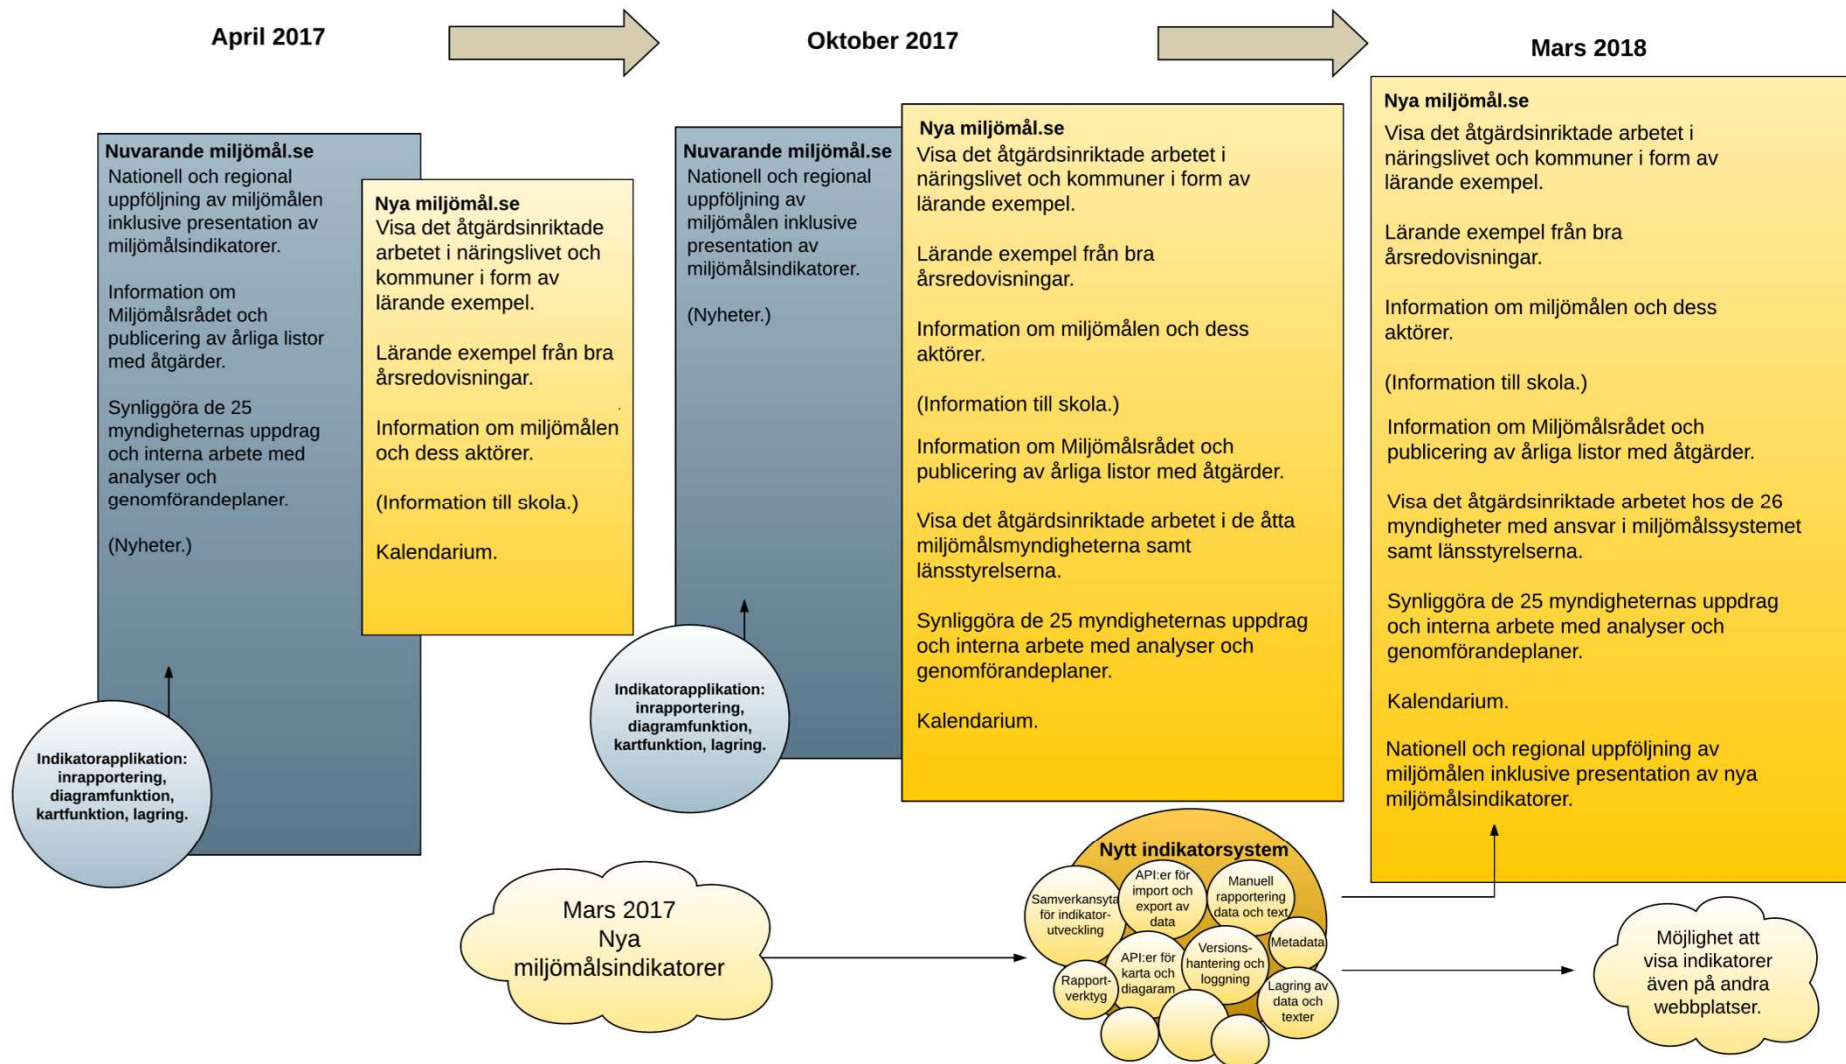 April 2017
Oktober 2017
Mars 2018
Nuvarande miljömål.se
Nationell och regional
uppföljning av miljömålen
inklusive presentation av
miljömålsindikatorer.
Information om
Miljömålsrådet och
publicering av årliga listor
med åtgärder.
Synliggöra de 25
myndigheternas uppdrag
och interna arbete med
analyser och
genomförandeplaner.
(Nyheter.)
Indikatorapplikation:
inrapportering,
diagramfunktion,
kartfunktion, lagring.
Nya miljömål.se
Visa det åtgärdsinriktade
arbetet i näringslivet och
kommuner i form av
lärande exempel.
Lärande exempel från bra
årsredovisningar.
Information om miljömålen
och dess aktörer.
(Information till skola.)
Kalendarium.
Nuvarande miljömål.se
Nationell och regional
uppföljning av
miljömålen inklusive
presentation av
miljömålsindikatorer.
(Nyheter.)
Indikatorapplikation:
inrapportering,
diagramfunktion,
kartfunktion, lagring.
Nya miljömål.se
Visa det åtgärdsinriktade arbetet i
näringslivet och kommuner i form av
lärande exempel.
Lärande exempel från bra
årsredovisningar.
Information om miljömålen och dess
aktörer.
(Information till skola.)
Information om Miljömålsrådet och
publicering av årliga listor med åtgärder.
Visa det åtgärdsinriktade arbetet i de åtta
miljömålsmyndigheterna samt
länsstyrelserna.
Synliggöra de 25 myndigheternas uppdrag
och interna arbete med analyser och
genomförandeplaner.
Kalendarium.
Nya miljömål.se
Visa det åtgärdsinriktade arbetet i
näringslivet och kommuner i form av
lärande exempel.
Lärande exempel från bra
årsredovisningar.
Information om miljömålen och dess
aktörer.
(Information till skola.)
Information om Miljömålsrådet och
publicering av årliga listor med åtgärder.
Visa det åtgärdsinriktade arbetet hos de 26
myndigheter med ansvar i miljömålssystemet
samt länsstyrelserna.
Synliggöra de 25 myndigheternas uppdrag
och interna arbete med analyser och
genomförandeplaner.
Kalendarium.
Nationell och regional uppföljning av
miljömålen inklusive presentation av nya
miljömålsindikatorer.
Mars 2017
Nya
miljömålsindikatorer
Nytt indikatorsystem
Samverkansyta
för indikator-
utveckling
API:er för
import och
export av
data
Manuell
rapportering
data och text
Metadata
Rapport-
verktyg
API:er för
karta och
diagaram
Versions-
hantering och
loggning
Lagring av
data och
texter
Möjlighet att
visa indikatorer
även på andra
webbplatser.